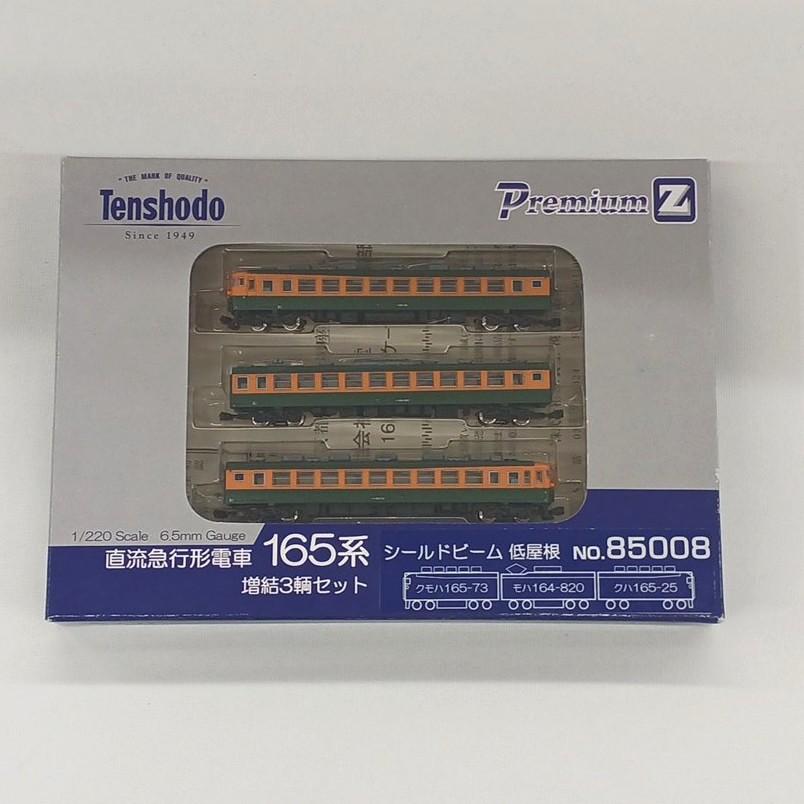 THE MARK OF QUALITY
Tenshodo
Since 1949
Premium Z
1/220 Scale 6.5mm Gauge
直流急行形電車 165系 シールドビーム 低屋根 NO.85008
増結3輌セット
クモハ165-73 モハ164-820 クハ165-25